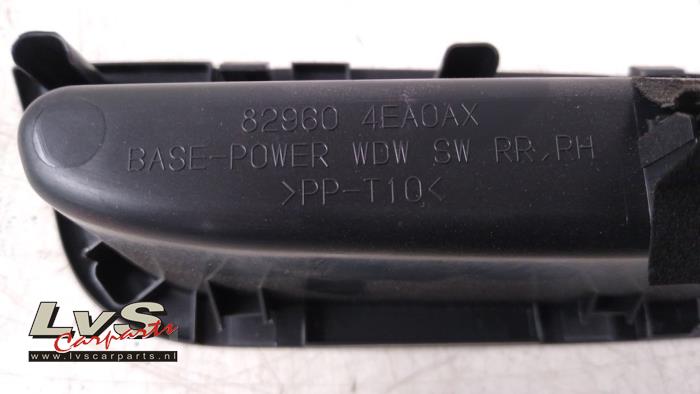 82960 4EA0AX
BASE-POWER WDW SW RR,RH
>PP-T10<
LvS
Carparts
www.lvscarparts.nl